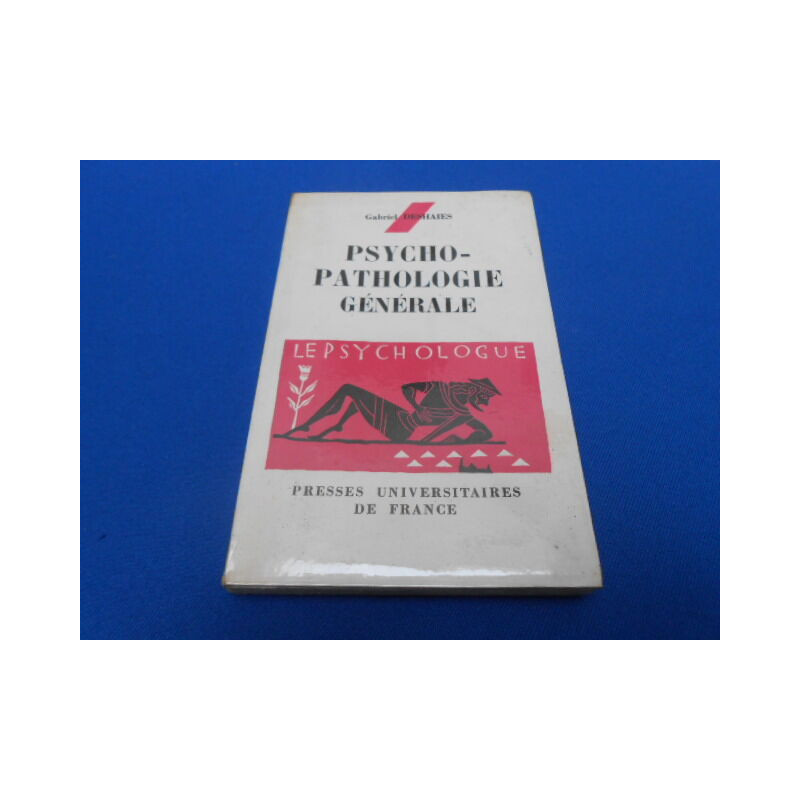 Gabriel DESHAIES
PSYCHO-
PATHOLOGIE
GÉNÉRALE
LE PSYCHOLOGUE
PRESSES UNIVERSITAIRES
DE FRANCE